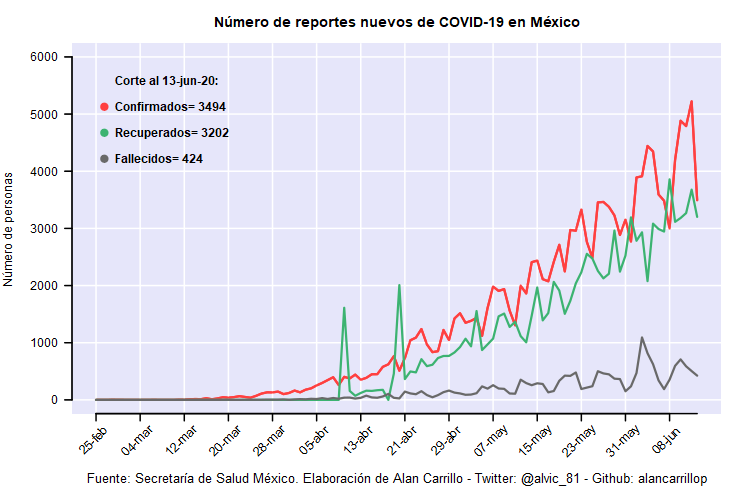 Número de reportes nuevos de COVID-19 en México
Número de personas
6000
5000
4000
3000
2000
1000
0
Corte al 13-jun-20:
Confirmados= 3494
Recuperados= 3202
Fallecidos= 424
25-feb
04-mar
12-mar
20-mar
28-mar
05-abr
13-abr
21-abr
29-abr
07-may
15-may
23-may
31-may
08-jun
Fuente: Secretaría de Salud México. Elaboración de Alan Carrillo - Twitter: @alvic_81 - Github: alancarrillop